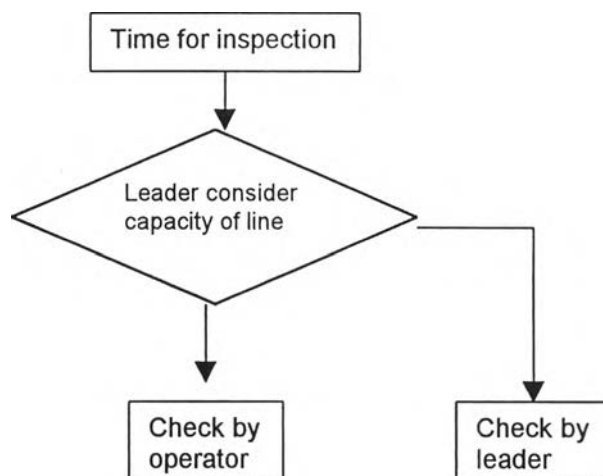 Time for inspection
Leader consider
capacity of line
Check by
operator
Check by
leader